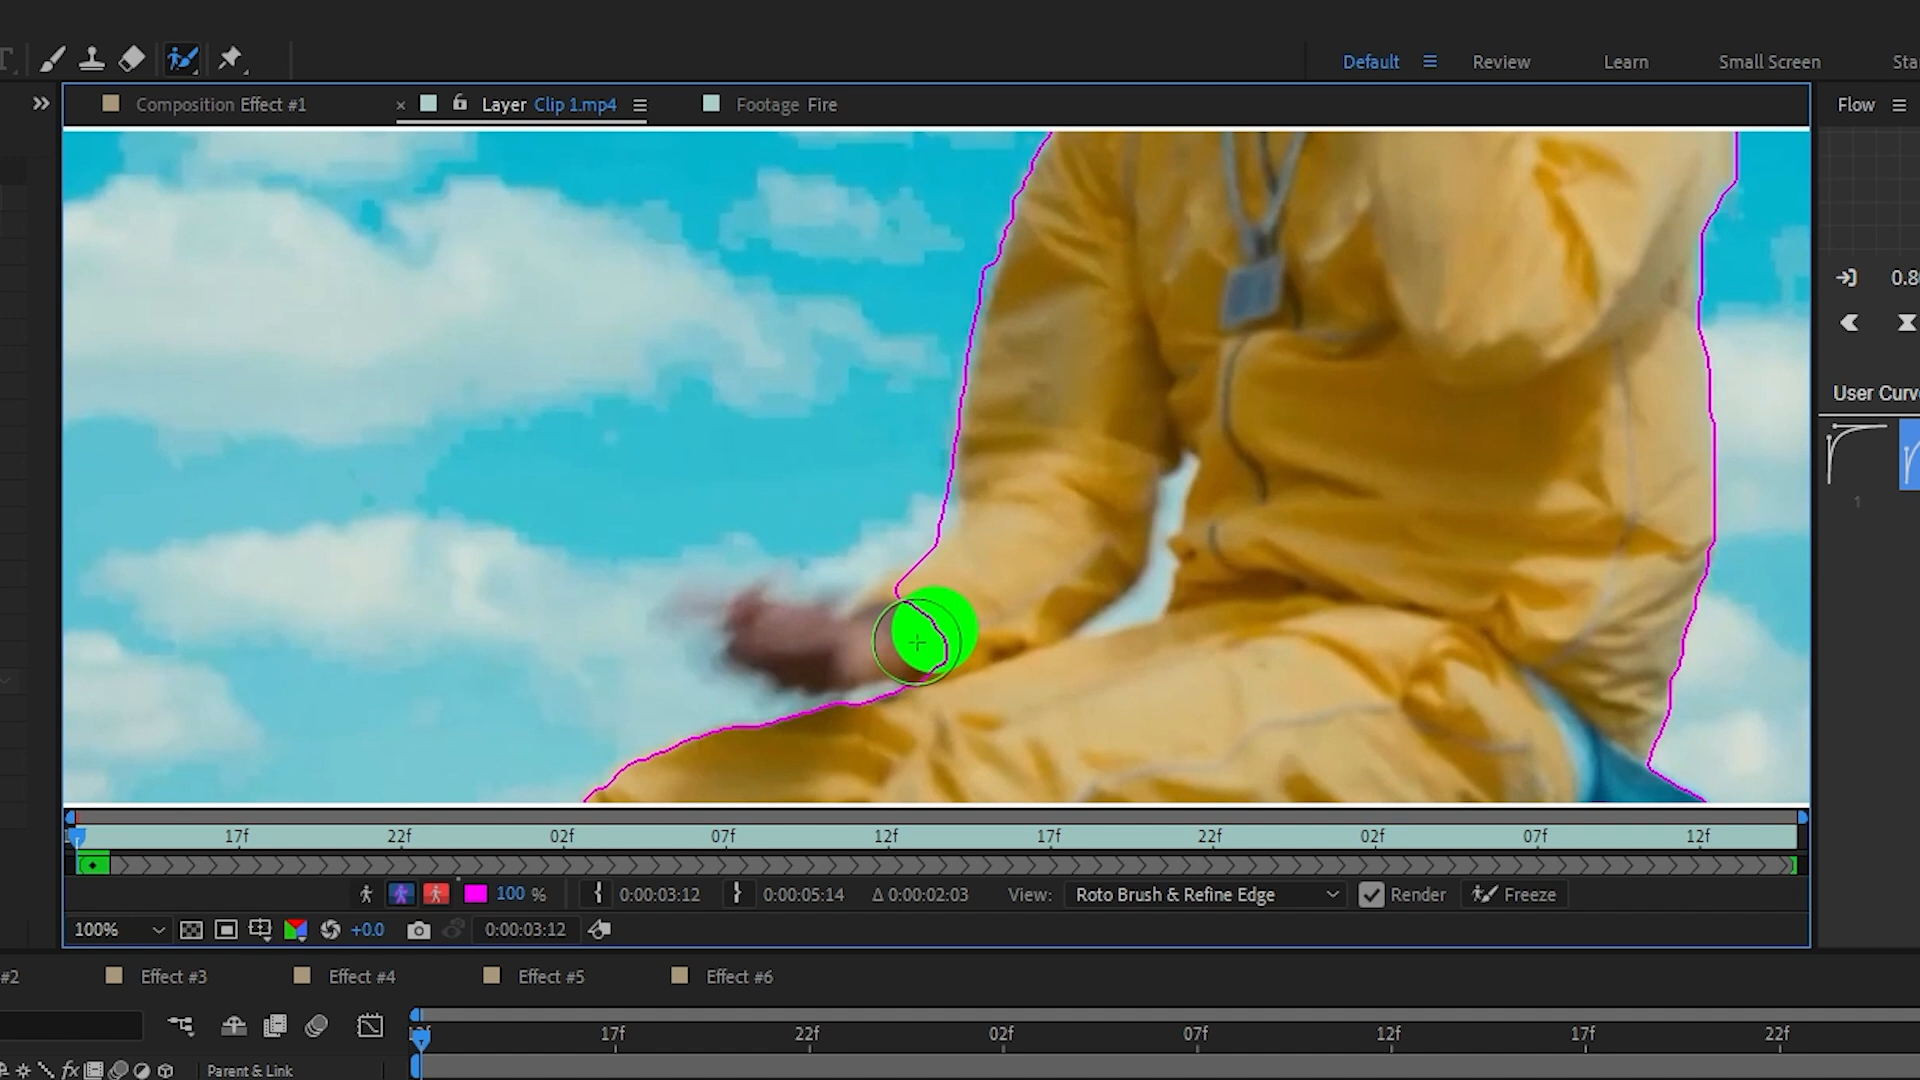 Default Review Learn Small Screen Sta
Composition Effect #1 × Layer Clip 1.mp4 Footage Fire
Flow
0.8
User Curv
1
17f 22f 02f 07f 12f 17f 22f 02f 07f 12f
100 % 0:00:03:12 0:00:05:14 Δ 0:00:02:03 View: Roto Brush & Refine Edge Render Freeze
100% +0.0 0:00:03:12
#2 Effect #3 Effect #4 Effect #5 Effect #6
17f 22f 02f 07f 12f 17f 22f
fx Parent & Link